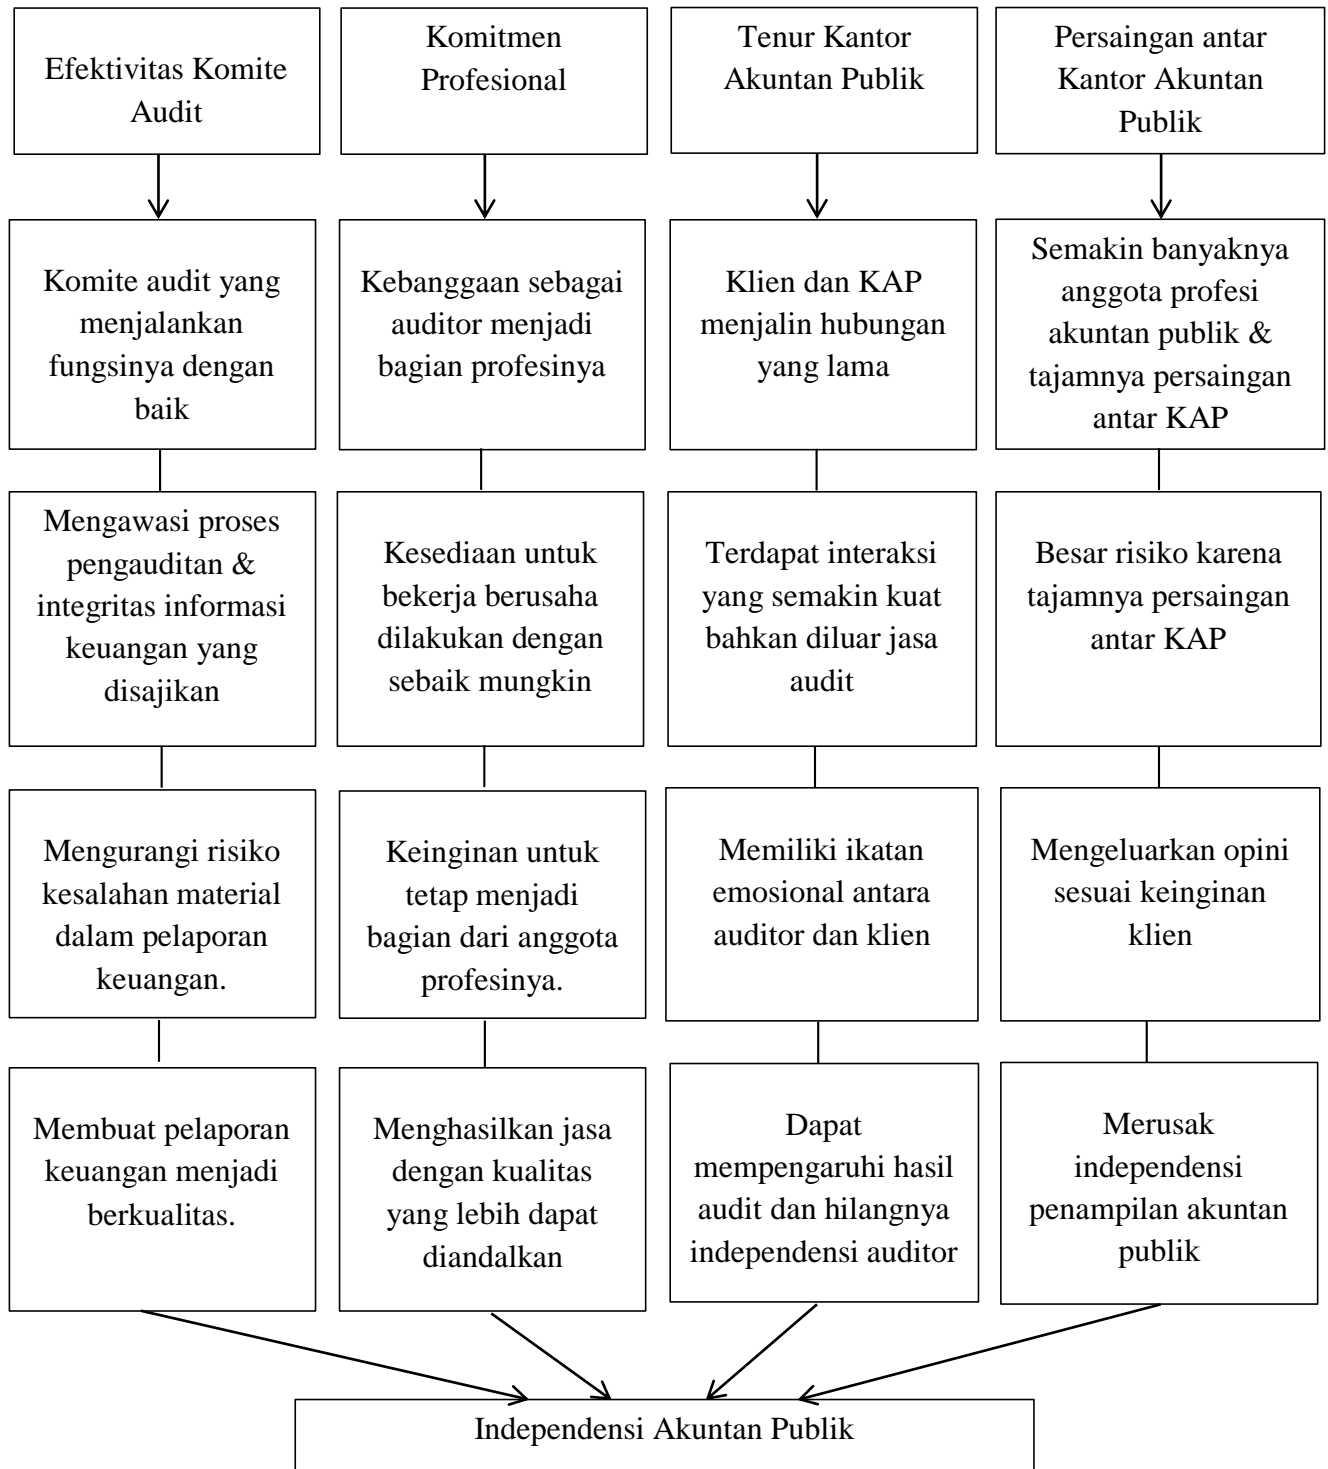 Efektivitas Komite
Audit
Komitmen
Profesional
Tenur Kantor
Akuntan Publik
Persaingan antar
Kantor Akuntan
Publik
Komite audit yang
menjalankan
fungsinya dengan
baik
Kebanggaan sebagai
auditor menjadi
bagian profesinya
Klien dan KAP
menjalin hubungan
yang lama
Semakin banyaknya
anggota profesi
akuntan publik &
tajamnya persaingan
antar KAP
Mengawasi proses
pengauditan &
integritas informasi
keuangan yang
disajikan
Kesediaan untuk
bekerja berusaha
dilakukan dengan
sebaik mungkin
Terdapat interaksi
yang semakin kuat
bahkan diluar jasa
audit
Besar risiko karena
tajamnya persaingan
antar KAP
Mengurangi risiko
kesalahan material
dalam pelaporan
keuangan.
Keinginan untuk
tetap menjadi
bagian dari anggota
profesinya.
Memiliki ikatan
emosional antara
auditor dan klien
Mengeluarkan opini
sesuai keinginan
klien
Membuat pelaporan
keuangan menjadi
berkualitas.
Menghasilkan jasa
dengan kualitas
yang lebih dapat
diandalkan
Dapat
mempengaruhi hasil
audit dan hilangnya
independensi auditor
Merusak
independensi
penampilan akuntan
publik
Independensi Akuntan Publik